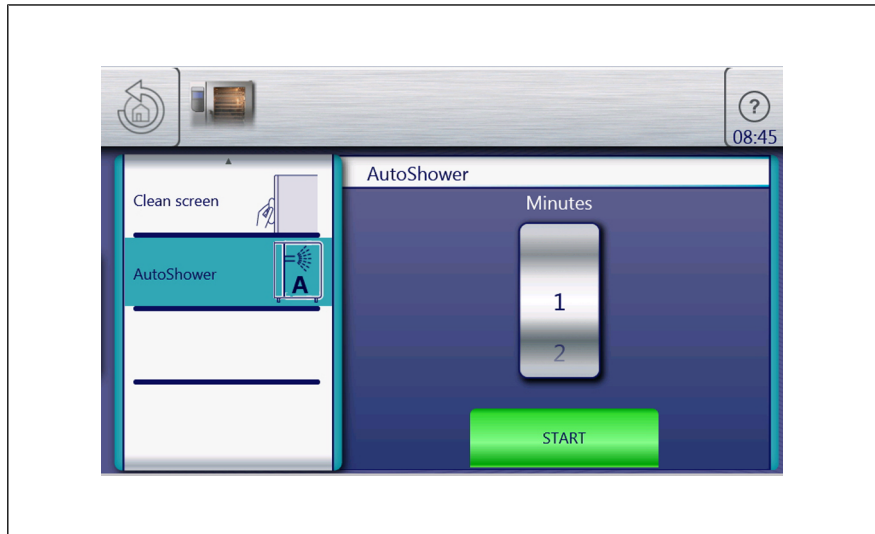 ?
08:45
Clean screen
AutoShower
A
AutoShower
Minutes
1
2
START